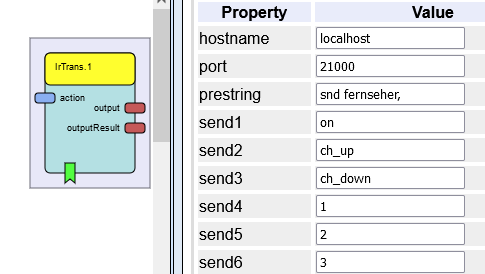 IrTrans.1
action
output
outputResult
Property Value
hostname localhost
port 21000
prestring snd fernseher,
send1 on
send2 ch_up
send3 ch_down
send4 1
send5 2
send6 3